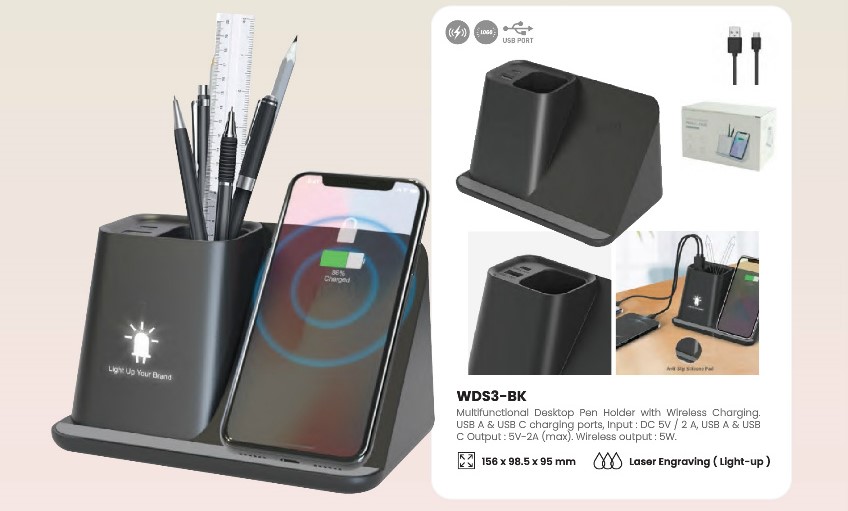 86%
Charged
Light Up Your Brand
LOGO
USB PORT
Anti-Slip Silicone Pad
WDS3-BK
Multifunctional Desktop Pen Holder with Wireless Charging.
USB A & USB C charging ports, Input : DC 5V / 2 A, USB A & USB
C Output : 5V-2A (max). Wireless output : 5W.
156 x 98.5 x 95 mm
Laser Engraving ( Light-up )